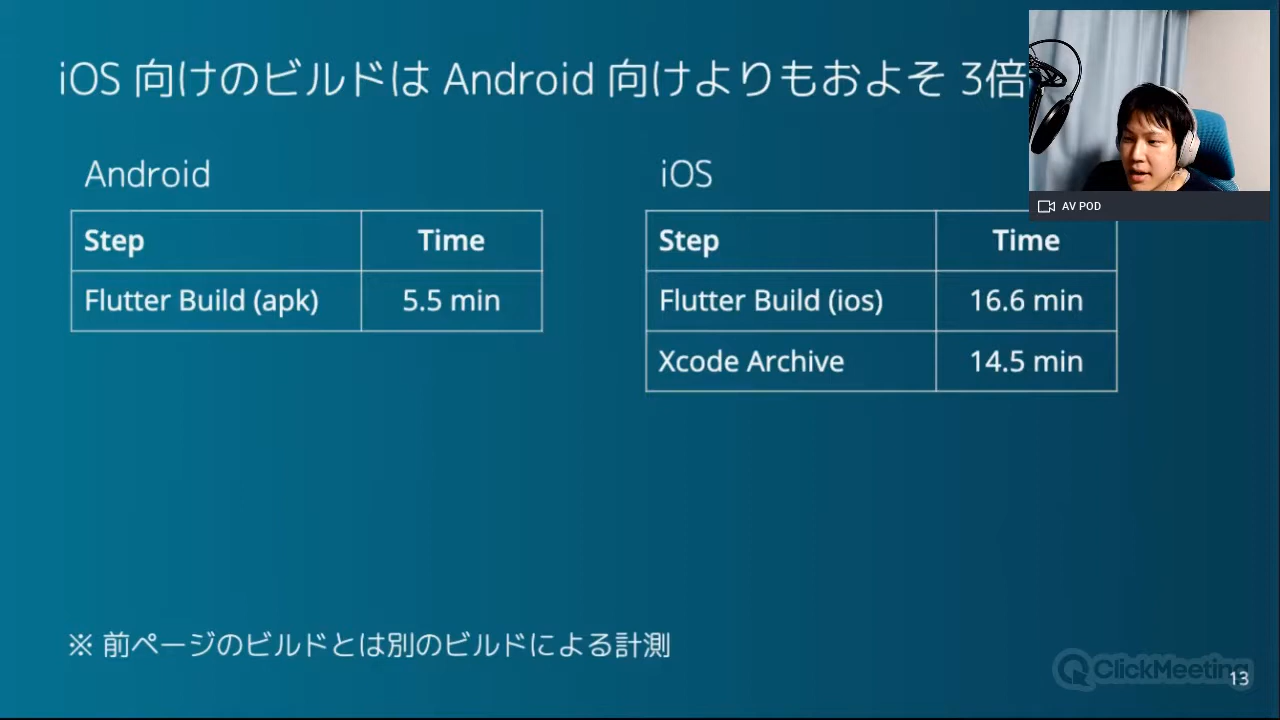 iOS 向けのビルドは Android 向けよりもおよそ 3倍
AV POD
Android
Step Time
Flutter Build (apk) 5.5 min
iOS
Step Time
Flutter Build (ios) 16.6 min
Xcode Archive 14.5 min
※ 前ページのビルドとは別のビルドによる計測
ClickMeeting
13